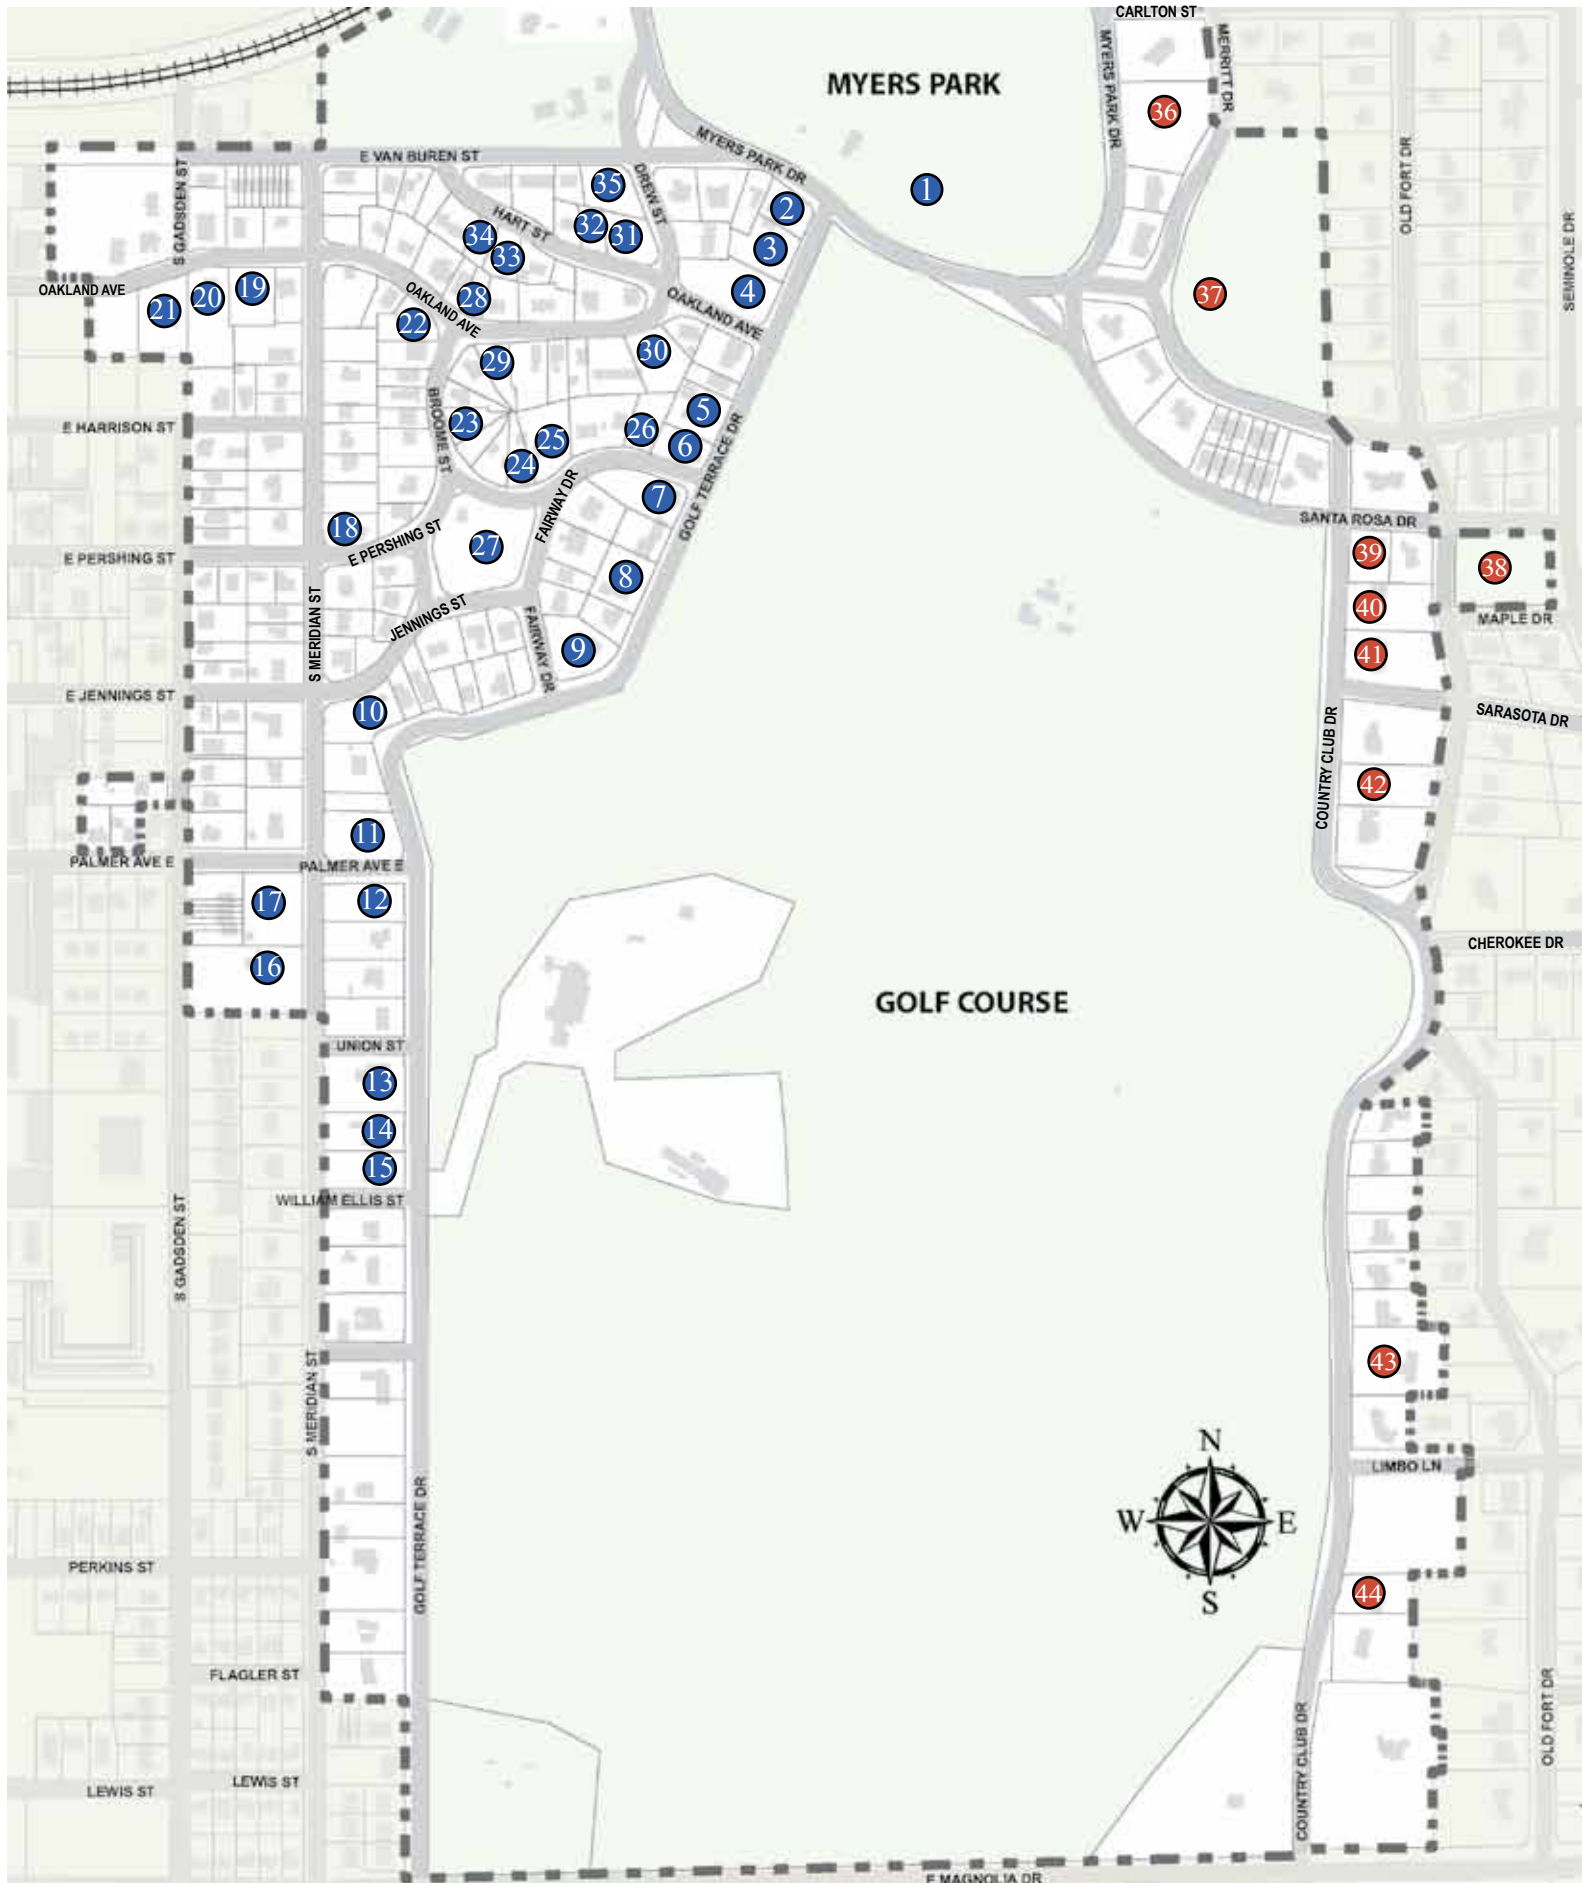 CARLTON ST
MYERS PARK DR
MERRITT DR
MYERS PARK
OLD FORT DR
SEMINOLE DR
36
MYERS PARK DR
E VAN BUREN ST
S GADSDEN ST
DREW ST
35
1
2
HART ST
32
31
34
33
3
OAKLAND AVE
19
20
21
OAKLAND AVE
28
22
4
OAKLAND AVE
37
29
30
BROOME ST
23
5
26
6
25
24
E HARRISON ST
GOLF TERRACE DR
FAIRWAY DR
7
18
E PERSHING ST
E PERSHING ST
27
SANTA ROSA DR
39
38
8
40
MAPLE DR
S MERIDIAN ST
JENNINGS ST
FAIRWAY DR
9
41
E JENNINGS ST
10
SARASOTA DR
COUNTRY CLUB DR
42
11
PALMER AVE E
PALMER AVE E
17
12
CHEROKEE DR
16
GOLF COURSE
UNION ST
13
14
15
WILLIAM ELLIS ST
S GADSDEN ST
S MERIDIAN ST
43
N
W
E
S
LIMBO LN
GOLF TERRACE DR
PERKINS ST
44
FLAGLER ST
OLD FORT DR
COUNTRY CLUB DR
LEWIS ST
LEWIS ST
E MAGNOLIA DR